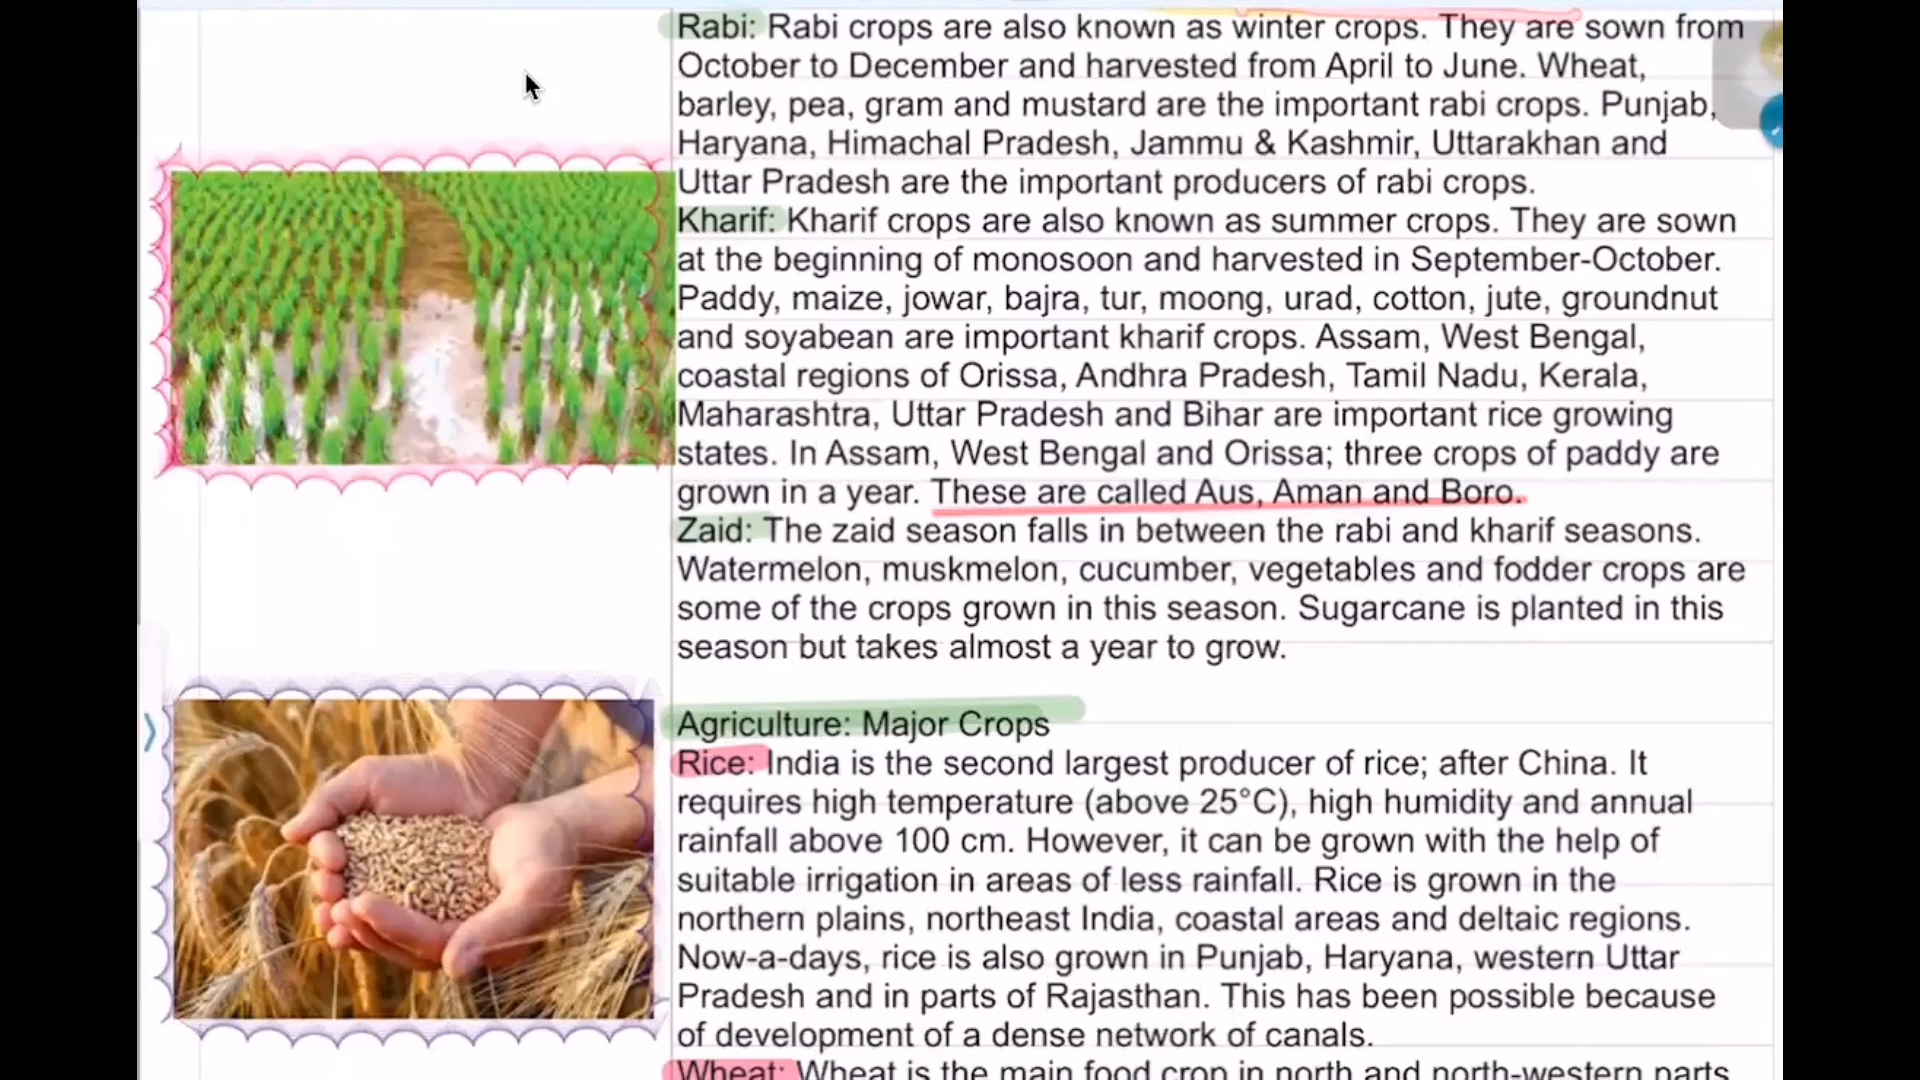 Rabi: Rabi crops are also known as winter crops. They are sown from
October to December and harvested from April to June. Wheat,
barley, pea, gram and mustard are the important rabi crops. Punjab,
Haryana, Himachal Pradesh, Jammu & Kashmir, Uttarakhan and
Uttar Pradesh are the important producers of rabi crops.
Kharif: Kharif crops are also known as summer crops. They are sown
at the beginning of monosoon and harvested in September-October.
Paddy, maize, jowar, bajra, tur, moong, urad, cotton, jute, groundnut
and soyabean are important kharif crops. Assam, West Bengal,
coastal regions of Orissa, Andhra Pradesh, Tamil Nadu, Kerala,
Maharashtra, Uttar Pradesh and Bihar are important rice growing
states. In Assam, West Bengal and Orissa; three crops of paddy are
grown in a year. These are called Aus, Aman and Boro.
Zaid: The zaid season falls in between the rabi and kharif seasons.
Watermelon, muskmelon, cucumber, vegetables and fodder crops are
some of the crops grown in this season. Sugarcane is planted in this
season but takes almost a year to grow.
Agriculture: Major Crops
Rice: India is the second largest producer of rice; after China. It
requires high temperature (above 25°C), high humidity and annual
rainfall above 100 cm. However, it can be grown with the help of
suitable irrigation in areas of less rainfall. Rice is grown in the
northern plains, northeast India, coastal areas and deltaic regions.
Now-a-days, rice is also grown in Punjab, Haryana, western Uttar
Pradesh and in parts of Rajasthan. This has been possible because
of development of a dense network of canals.
Wheat: Wheat is the main food crop in north and north-western parts